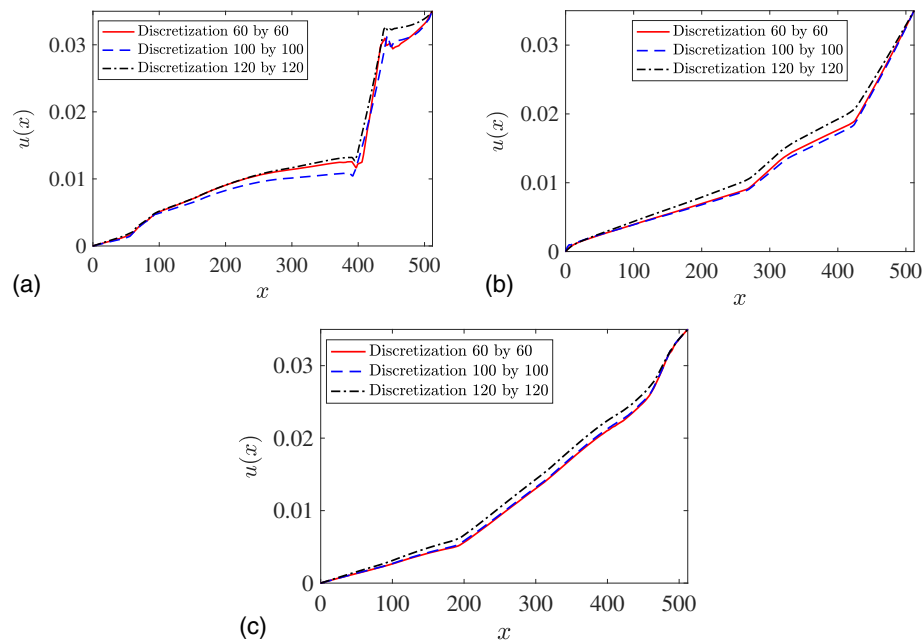 0.03
0.02
0.01
0
u(x)
Discretization 60 by 60
Discretization 100 by 100
Discretization 120 by 120
0 100 200 300 400 500
x
(a)
0.03
0.02
0.01
0
u(x)
Discretization 60 by 60
Discretization 100 by 100
Discretization 120 by 120
0 100 200 300 400 500
x
(b)
0.03
0.02
0.01
0
u(x)
Discretization 60 by 60
Discretization 100 by 100
Discretization 120 by 120
0 100 200 300 400 500
x
(c)